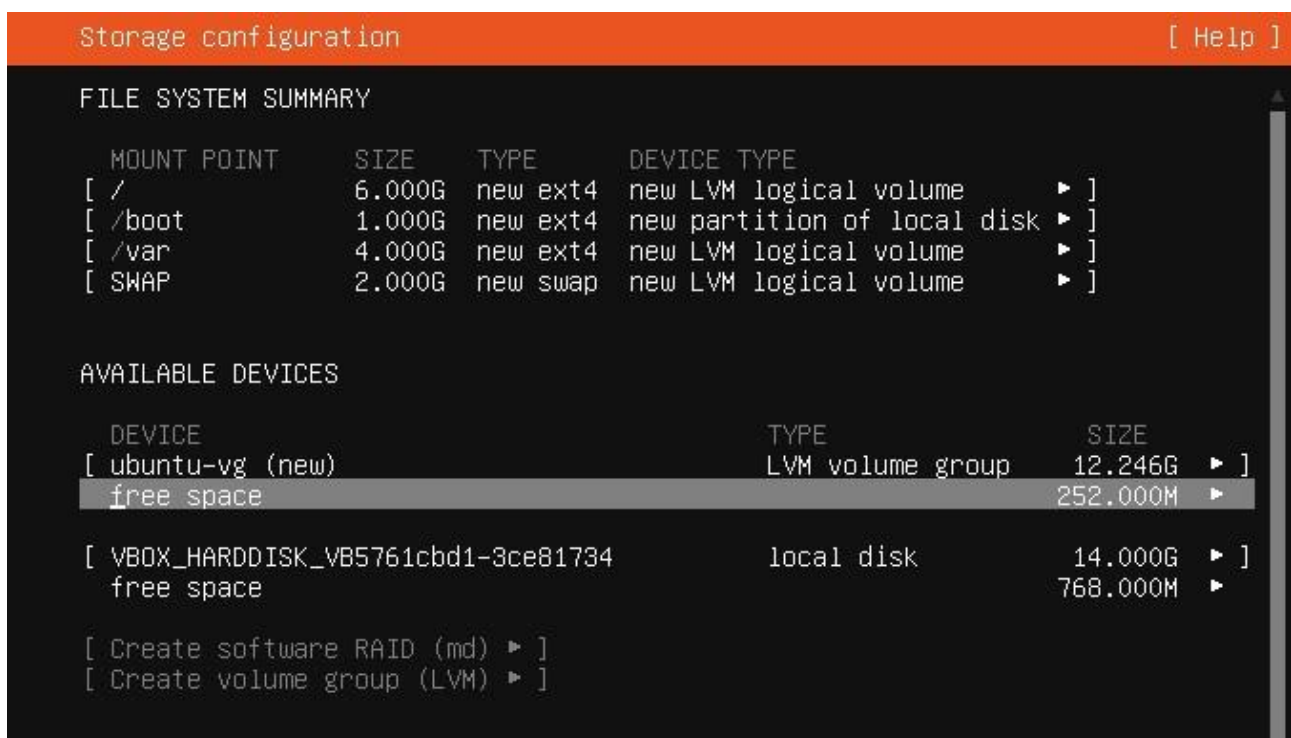 Storage configuration [ Help ]
FILE SYSTEM SUMMARY
MOUNT POINT SIZE TYPE DEVICE TYPE
[ / 6.000G new ext4 new LVM logical volume ▸ ]
[ /boot 1.000G new ext4 new partition of local disk ▸ ]
[ /var 4.000G new ext4 new LVM logical volume ▸ ]
[ SWAP 2.000G new swap new LVM logical volume ▸ ]
AVAILABLE DEVICES
DEVICE TYPE SIZE
[ ubuntu-vg (new) LVM volume group 12.246G ▸ ]
free space 252.000M ▸
[ VBOX_HARDDISK_VB5761cbd1-3ce81734 local disk 14.000G ▸ ]
free space 768.000M ▸
[ Create software RAID (md) ▸ ]
[ Create volume group (LVM) ▸ ]